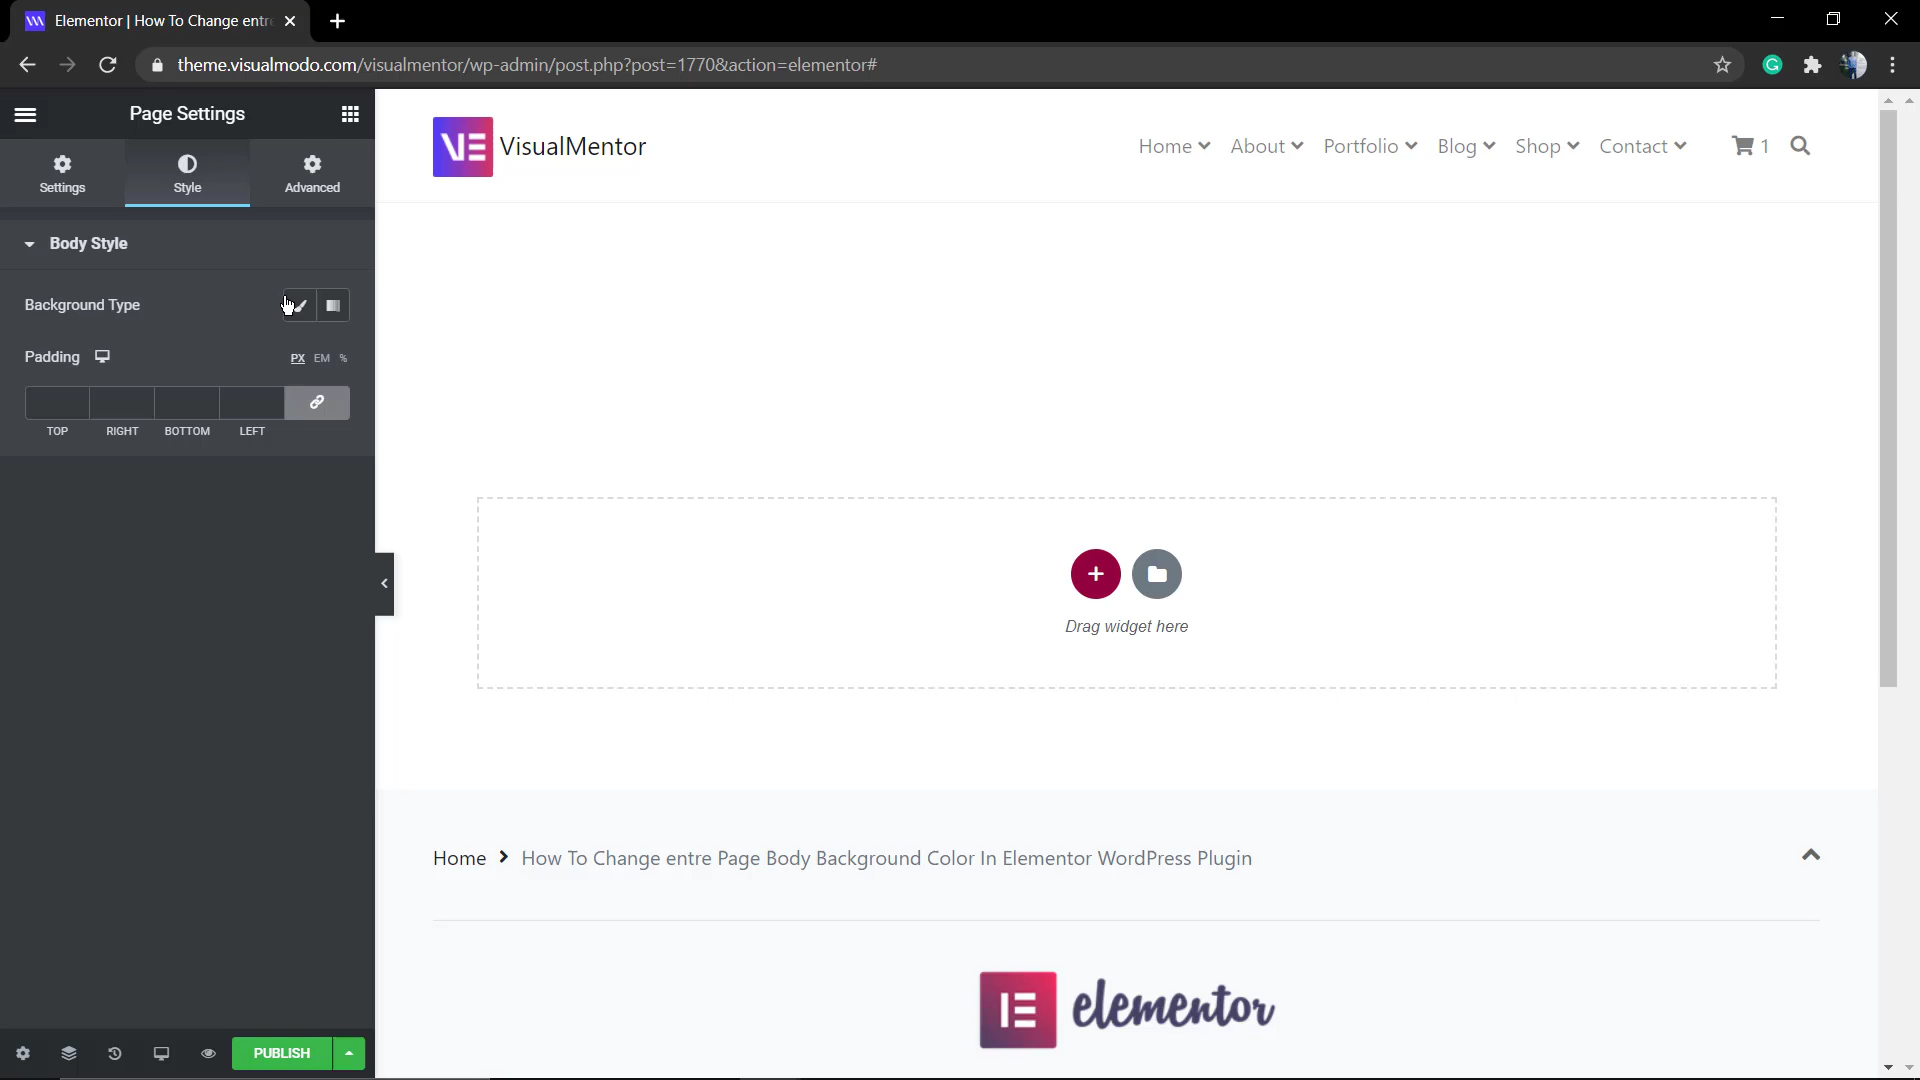 Elementor | How To Change entr
theme.visualmodo.com/visualmentor/wp-admin/post.php?post=1770&action=elementor#
Page Settings
Settings
Style
Advanced
Body Style
Background Type
Padding
PX EM %
TOP RIGHT BOTTOM LEFT
PUBLISH
VE VisualMentor
Home About Portfolio Blog Shop Contact 1
Drag widget here
Home > How To Change entre Page Body Background Color In Elementor WordPress Plugin
elementor